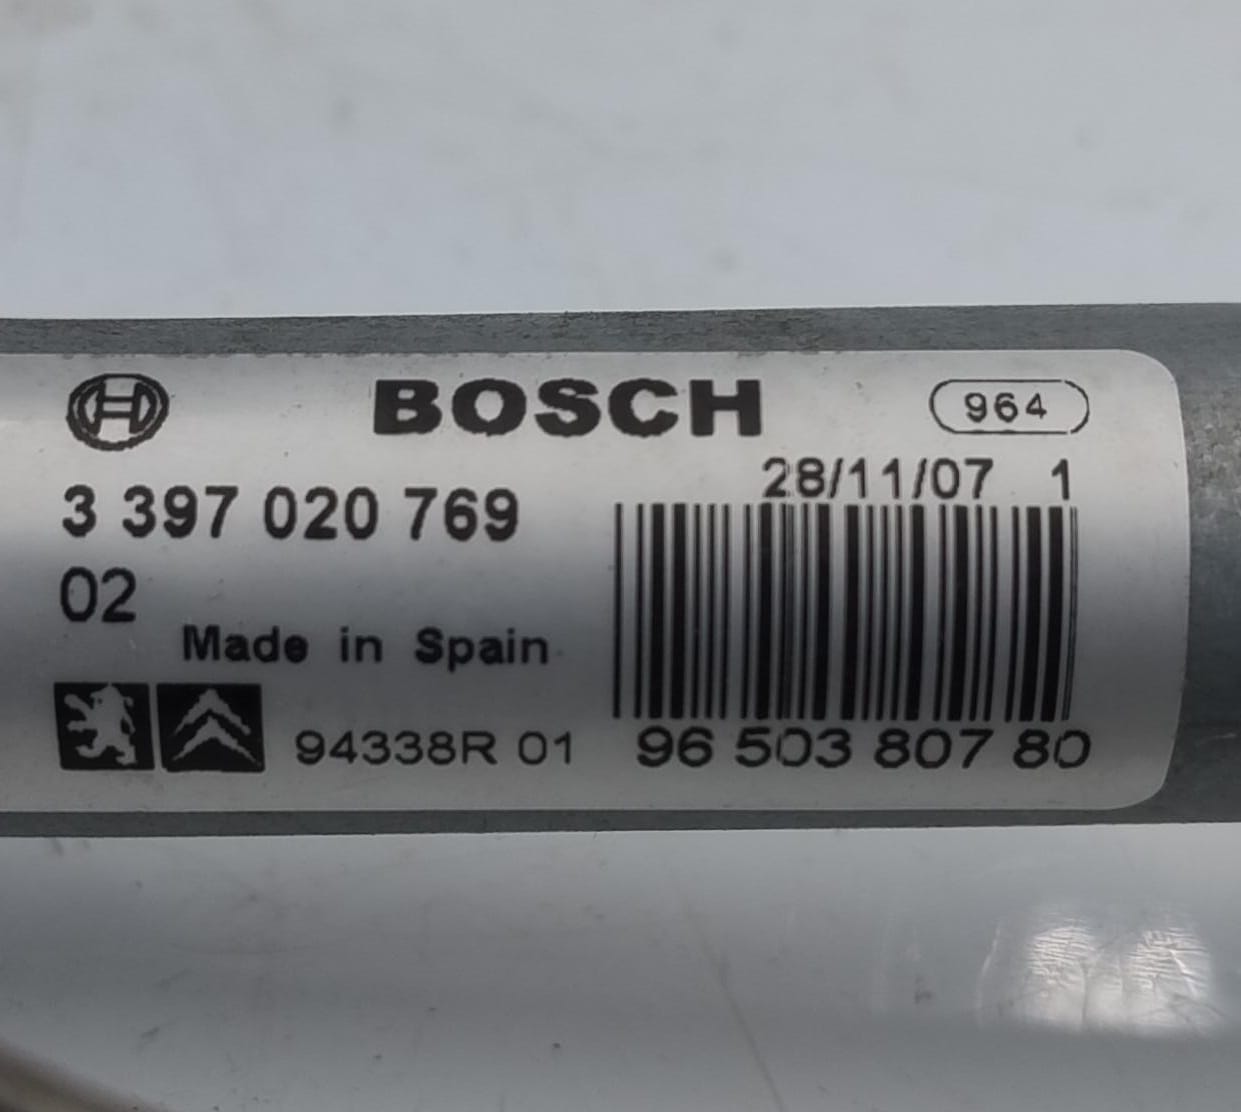 BOSCH 964
28/11/07 1
3 397 020 769
02
Made in Spain
94338R 01 96 503 807 80